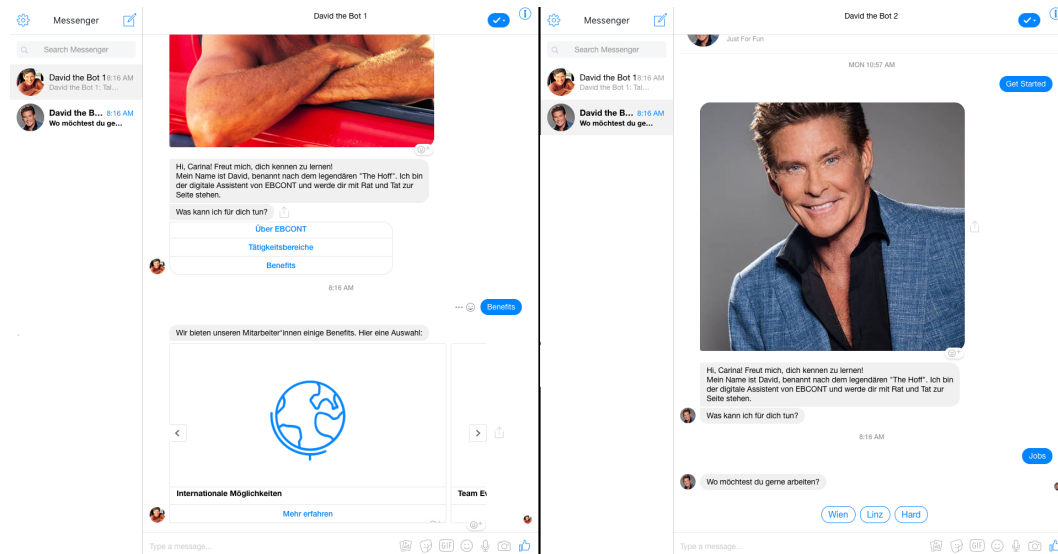 Messenger
David the Bot 1
Search Messenger
David the Bot 1 8:16 AM
David the Bot 1: Tal...
David the B... 8:16 AM
Wo möchtest du ge...
Hi, Carina! Freut mich, dich kennen zu lernen!
Mein Name ist David, benannt nach dem legendären "The Hoff". Ich bin
der digitale Assistent von EBCONT und werde dir mit Rat und Tat zur
Seite stehen.
Was kann ich für dich tun?
Über EBCONT
Tätigkeitsbereiche
Benefits
8:16 AM
Benefits
Wir bieten unseren Mitarbeiter*innen einige Benefits. Hier eine Auswahl:
Internationale Möglichkeiten
Team Ev
Mehr erfahren
Type a message...
GIF
Messenger
David the Bot 2
Search Messenger
David the Bot 1 8:16 AM
David the Bot 1: Tal...
David the B... 8:16 AM
Wo möchtest du ge...
Just For Fun
MON 10:57 AM
Get Started
Hi, Carina! Freut mich, dich kennen zu lernen!
Mein Name ist David, benannt nach dem legendären "The Hoff". Ich bin
der digitale Assistent von EBCONT und werde dir mit Rat und Tat zur
Seite stehen.
Was kann ich für dich tun?
8:16 AM
Jobs
Wo möchtest du gerne arbeiten?
Wien
Linz
Hard
Type a message...
GIF